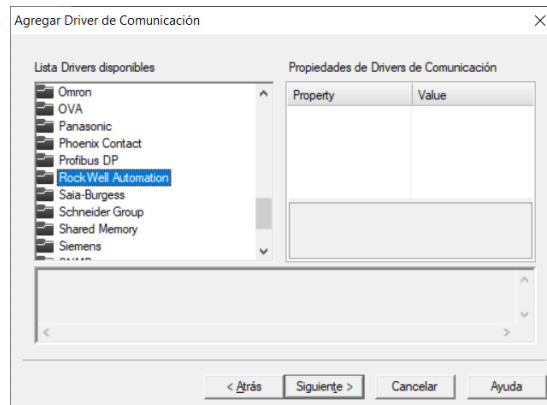 Agregar Driver de Comunicación
Lista Drivers disponibles
Omron
OVA
Panasonic
Phoenix Contact
Profibus DP
RockWell Automation
Saia-Burgess
Schneider Group
Shared Memory
Siemens
Propiedades de Drivers de Comunicación
Property Value
< Atrás Siguiente > Cancelar Ayuda